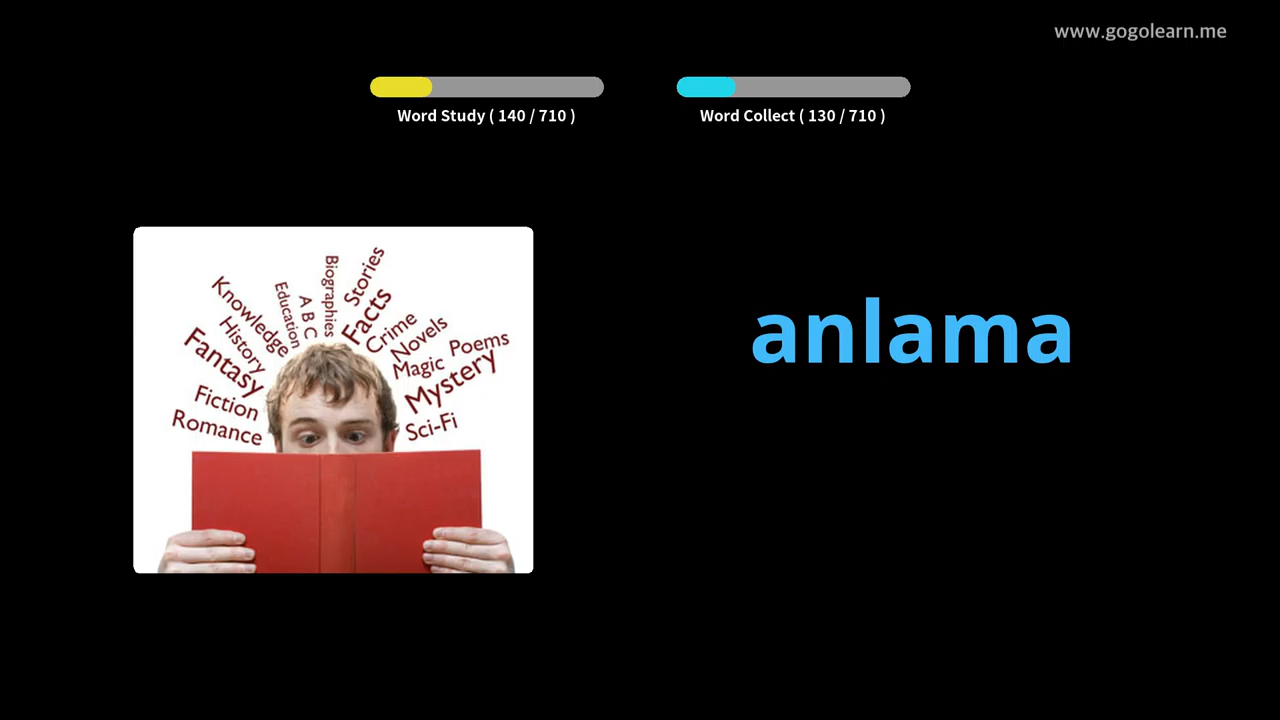 www.gogolearn.me
Word Study ( 140 / 710 )
Word Collect ( 130 / 710 )
anlama
Biographies
Stories
Education
A B C
Facts
Knowledge
Crime
History
Novels
Poems
Fantasy
Magic
Mystery
Fiction
Romance
Sci-Fi